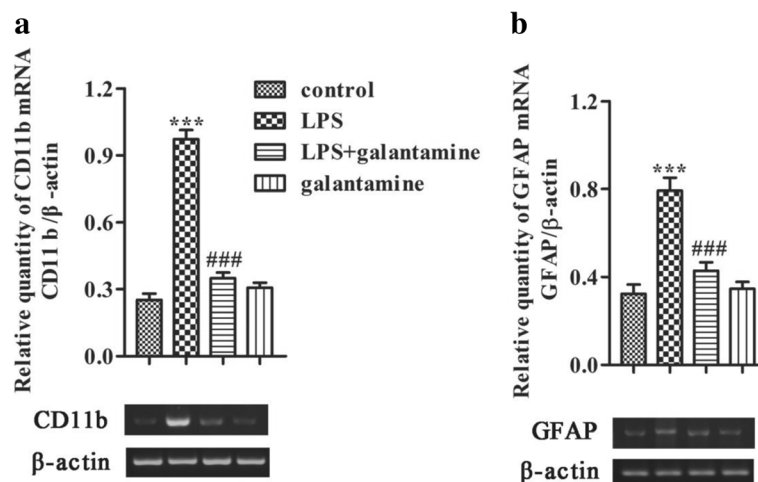 a
Relative quantity of CD11b mRNA
CD11 b/β -actin
1.2
0.9
0.6
0.3
0.0
***
###
control
LPS
LPS+galantamine
galantamine
CD11b
β-actin
b
Relative quantity of GFAP mRNA
GFAP/β-actin
1.2
0.8
0.4
0.0
***
###
GFAP
β-actin